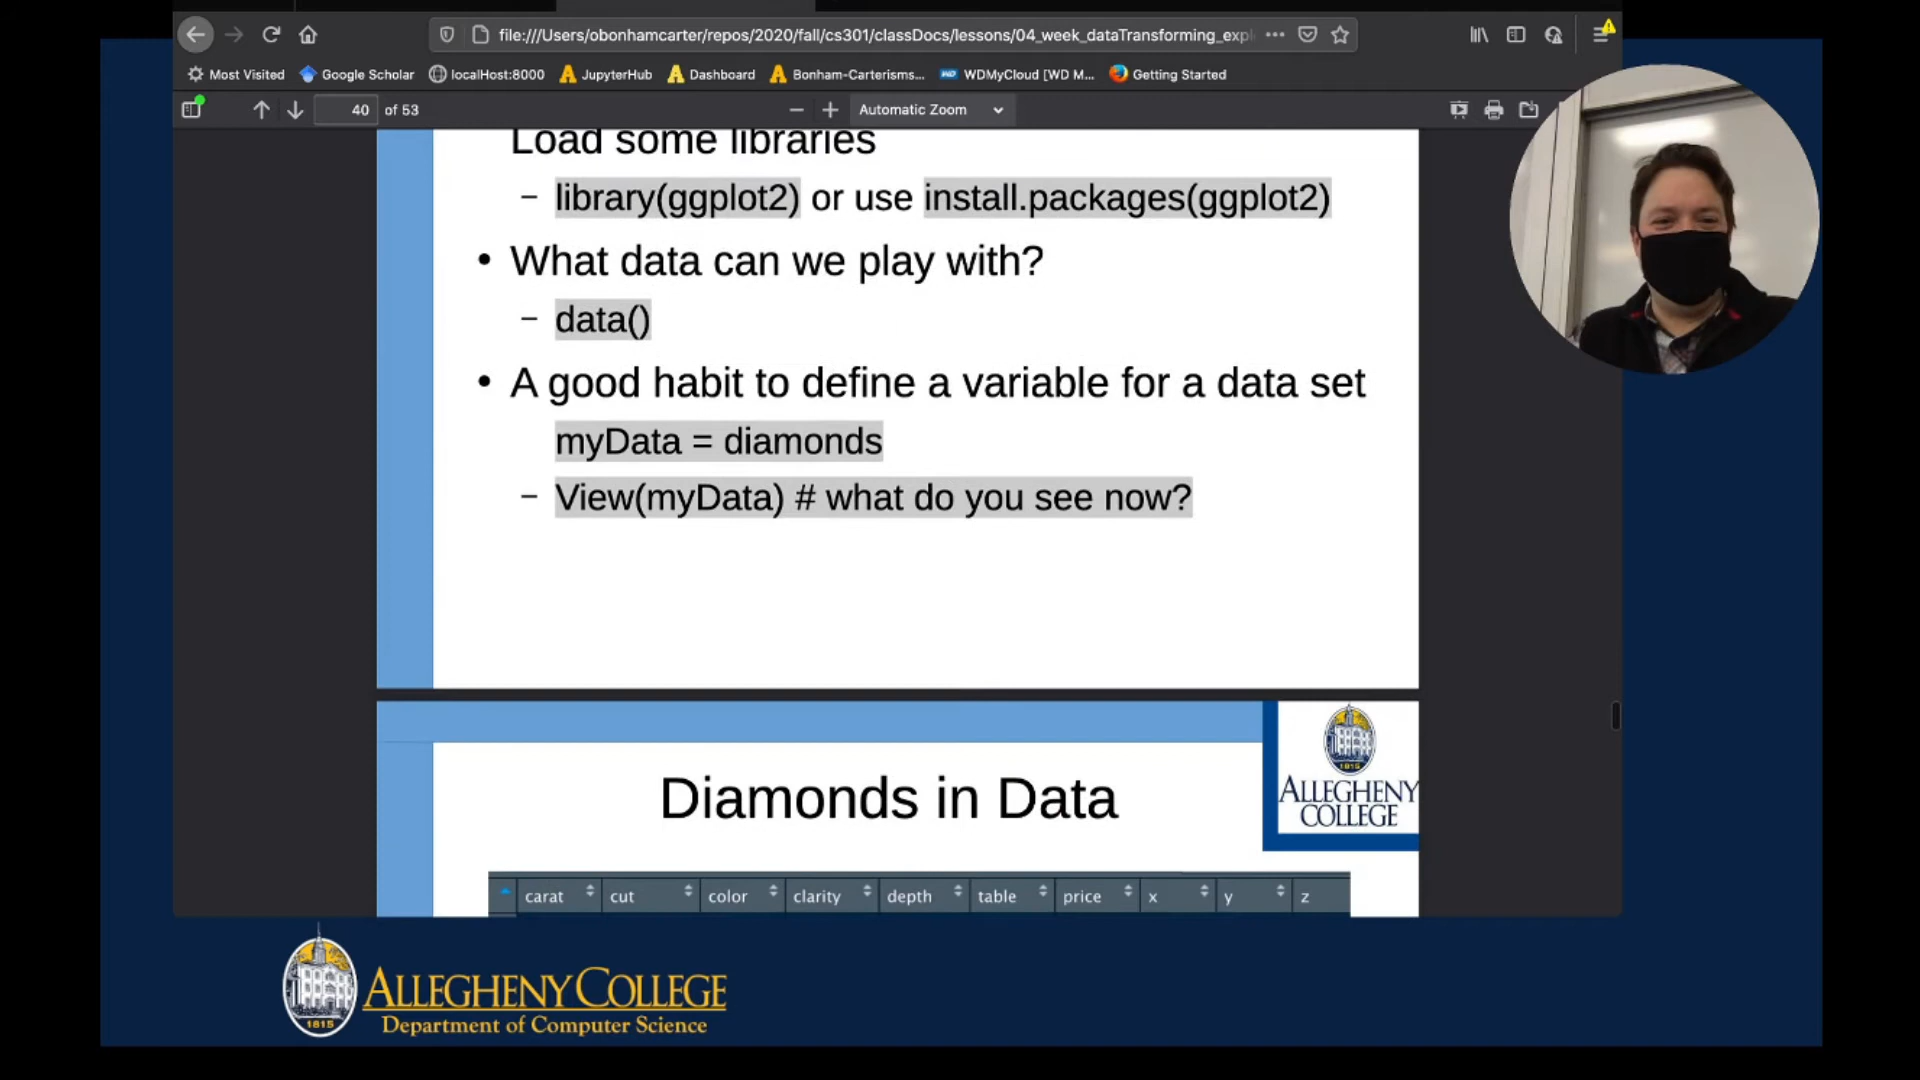 file:///Users/obonhamcarter/repos/2020/fall/cs301/classDocs/lessons/04_week_dataTransforming_expl
Most Visited
Google Scholar
localHost:8000
JupyterHub
Dashboard
Bonham-Carterisms...
WDMyCloud [WD M...
Getting Started
40 of 53
Automatic Zoom
Load some libraries
– library(ggplot2) or use install.packages(ggplot2)
• What data can we play with?
– data()
• A good habit to define a variable for a data set
myData = diamonds
– View(myData) # what do you see now?
1815
ALLEGHENY
COLLEGE
Diamonds in Data
carat cut color clarity depth table price x y z
1815
ALLEGHENY COLLEGE
Department of Computer Science